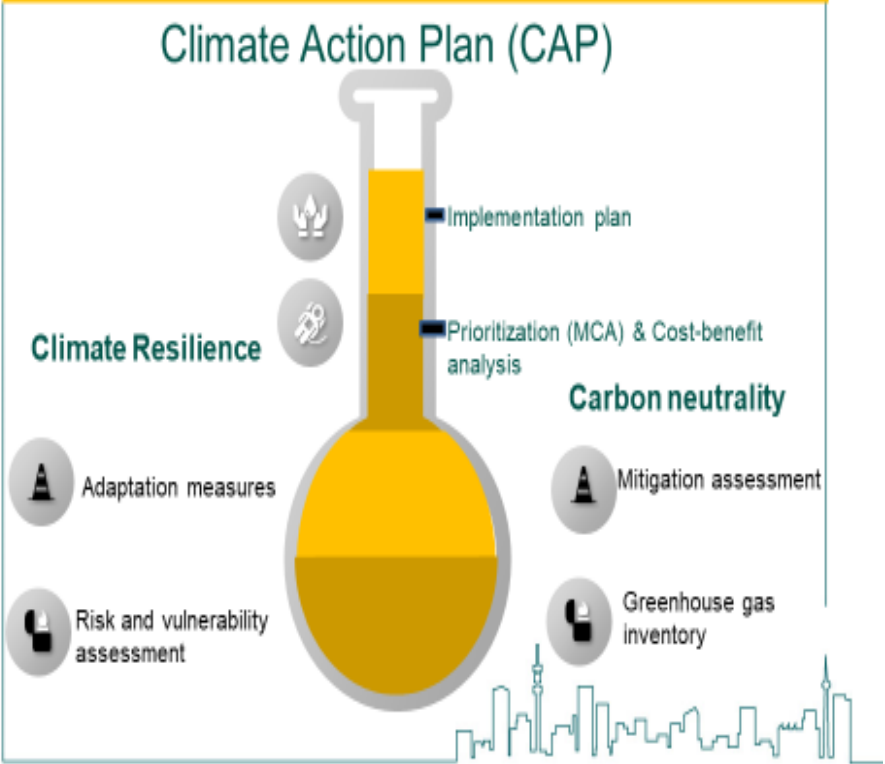 Climate Action Plan (CAP)
Implementation plan
Prioritization (MCA) & Cost-benefit
analysis
Climate Resilience
Carbon neutrality
Adaptation measures
Mitigation assessment
Risk and vulnerability
assessment
Greenhouse gas
inventory